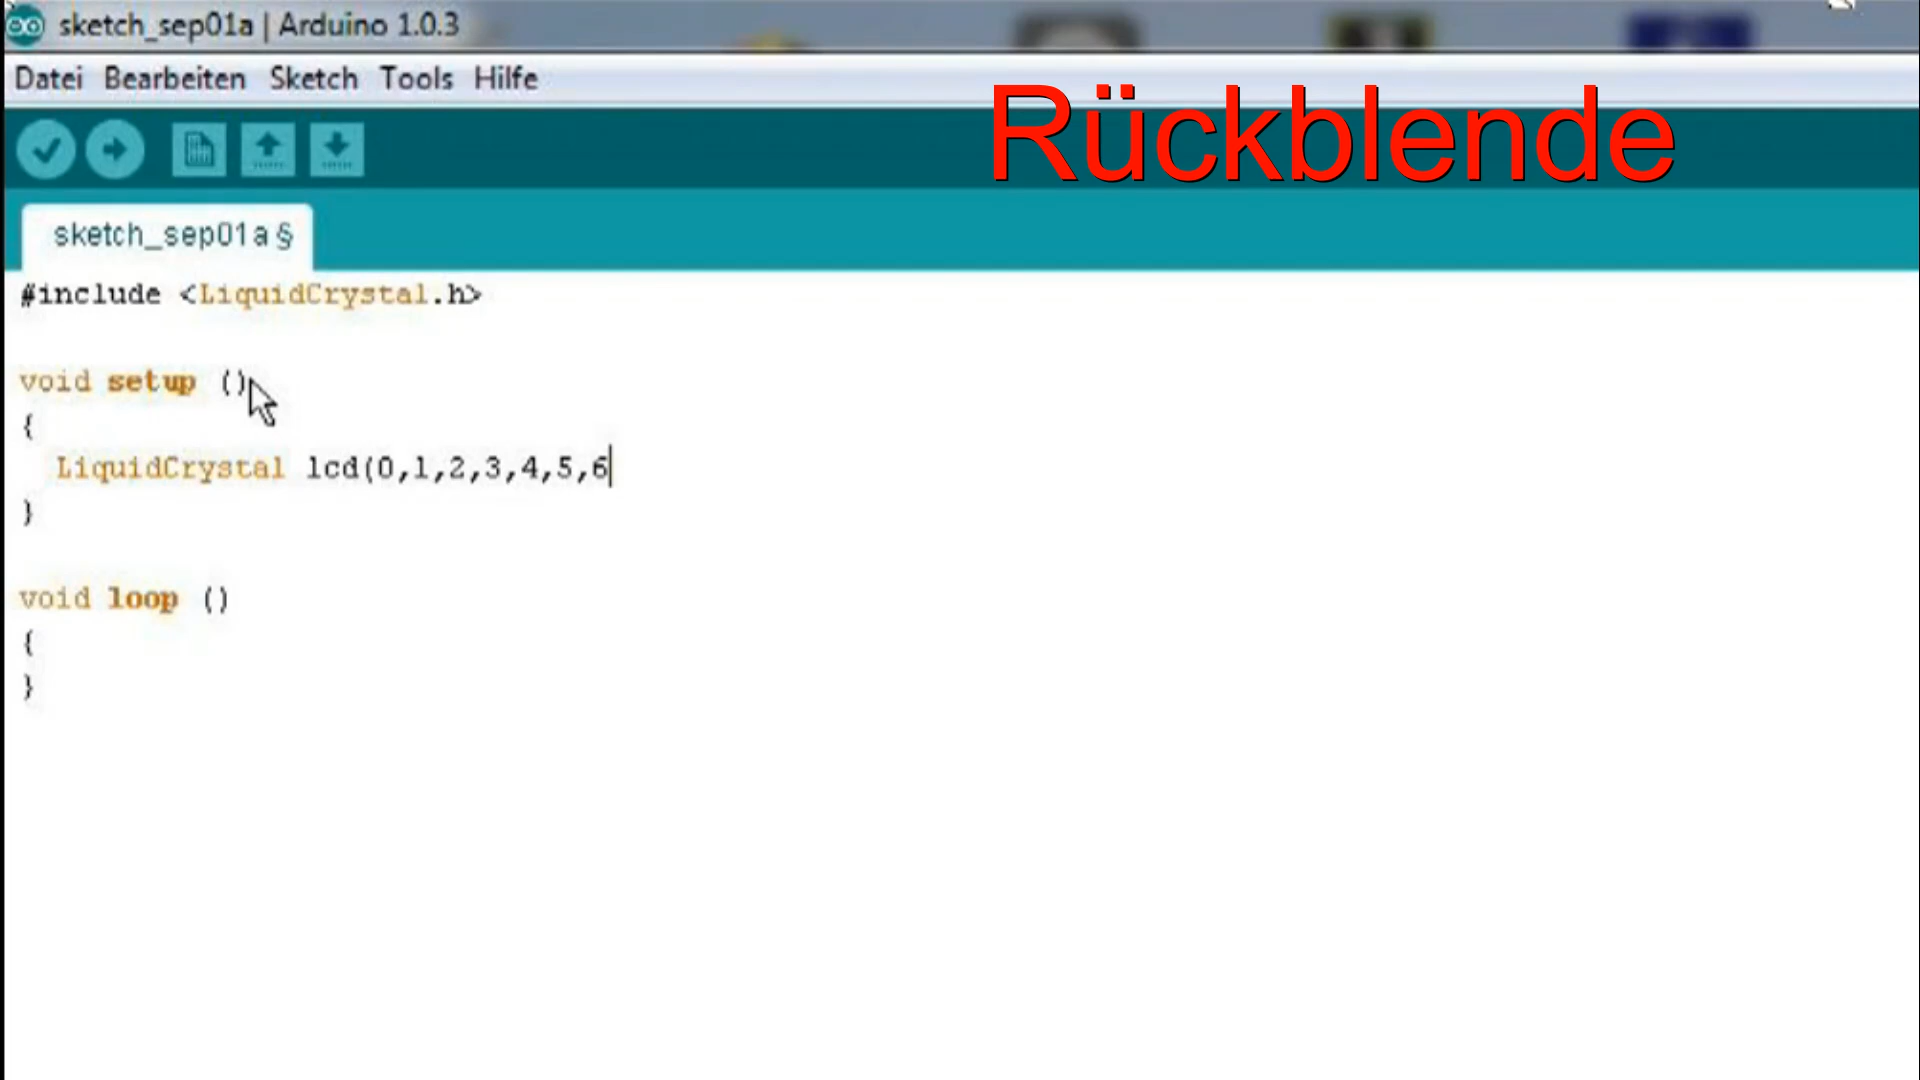 sketch_sep01a | Arduino 1.0.3
Datei Bearbeiten Sketch Tools Hilfe
Rückblende
sketch_sep01a §
#include <LiquidCrystal.h>
void setup ()
{
LiquidCrystal lcd(0,1,2,3,4,5,6
}
void loop ()
{
}